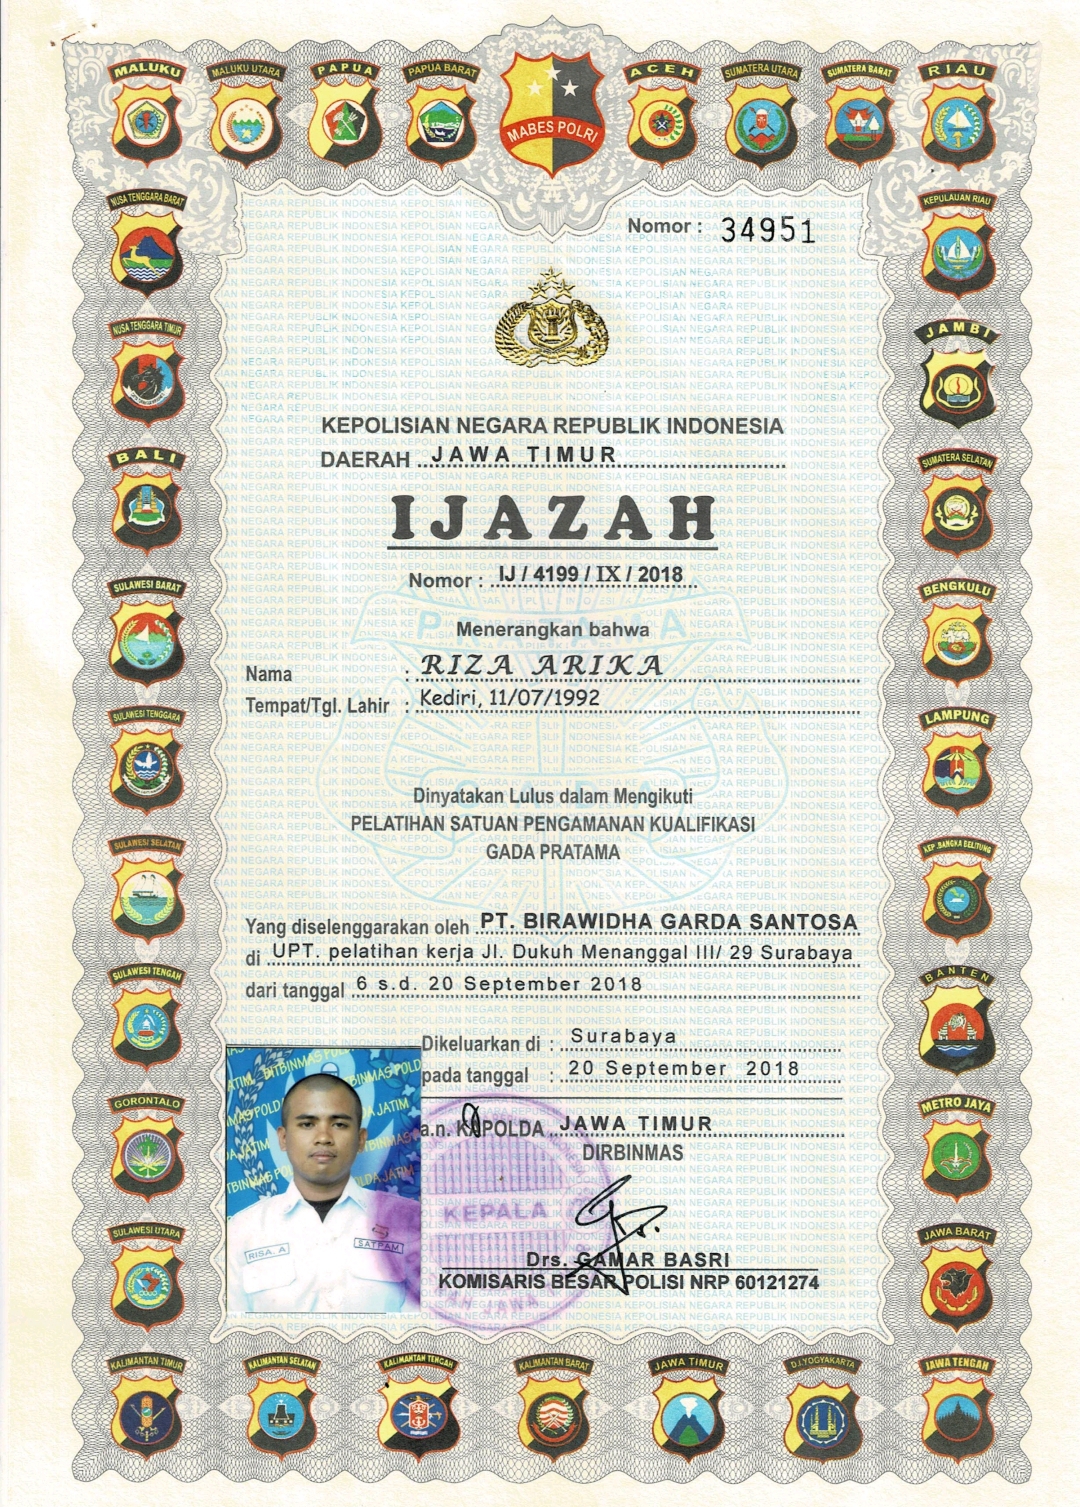 MALUKU
MALUKU UTARA
PAPUA
PAPUA BARAT
MABES POLRI
ACEH
SUMATERA UTARA
SUMATERA BARAT
RIAU
NUSA TENGGARA BARAT
KEPULAUAN RIAU
Nomor : 34951
NUSA TENGGARA TIMUR
JAMBI
KEPOLISIAN NEGARA REPUBLIK INDONESIA
DAERAH JAWA TIMUR
BALI
SUMATERA SELATAN
IJAZAH
Nomor : IJ / 4199 / IX / 2018
SULAWESI BARAT
BENGKULU
PRATAMA
Menerangkan bahwa
Nama : RIZA ARIKA
Tempat/Tgl. Lahir : Kediri, 11/07/1992
SULAWESI TENGGARA
LAMPUNG
GADA
Dinyatakan Lulus dalam Mengikuti
PELATIHAN SATUAN PENGAMANAN KUALIFIKASI
GADA PRATAMA
SULAWESI SELATAN
KEP. BANGKA BELITUNG
Yang diselenggarakan oleh PT. BIRAWIDHA GARDA SANTOSA
di UPT. pelatihan kerja Jl. Dukuh Menanggal III/ 29 Surabaya
dari tanggal 6 s.d. 20 September 2018
SULAWESI TENGAH
BANTEN
Dikeluarkan di : Surabaya
pada tanggal : 20 September 2018
GORONTALO
METRO JAYA
a.n. KAPOLDA JAWA TIMUR
DIRBINMAS
DITBINMAS POLDA JATIM
KEPALA
RISA. A
SATPAM
SULAWESI UTARA
JAWA BARAT
Drs. GAMAR BASRI
KOMISARIS BESAR POLISI NRP 60121274
KALIMANTAN TIMUR
KALIMANTAN SELATAN
KALIMANTAN TENGAH
KALIMANTAN BARAT
JAWA TIMUR
D.I.YOGYAKARTA
JAWA TENGAH